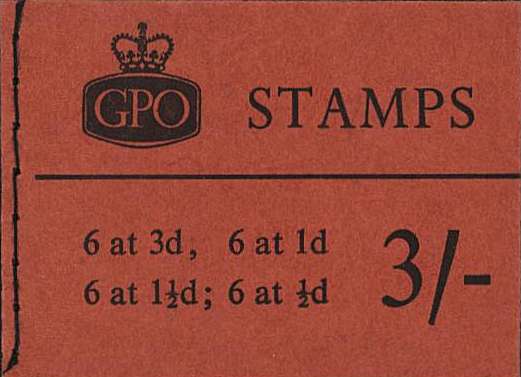 GPO
STAMPS
6 at 3d, 6 at 1d
6 at 1½d; 6 at ½d
3/-